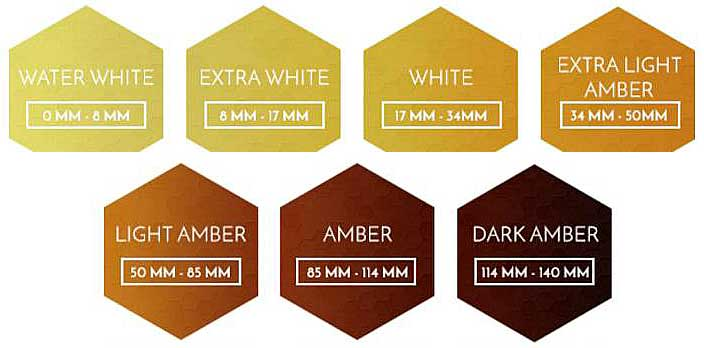 WATER WHITE
0 MM - 8 MM
EXTRA WHITE
8 MM - 17 MM
WHITE
17 MM - 34MM
EXTRA LIGHT
AMBER
34 MM - 50MM
LIGHT AMBER
50 MM - 85 MM
AMBER
85 MM - 114 MM
DARK AMBER
114 MM - 140 MM